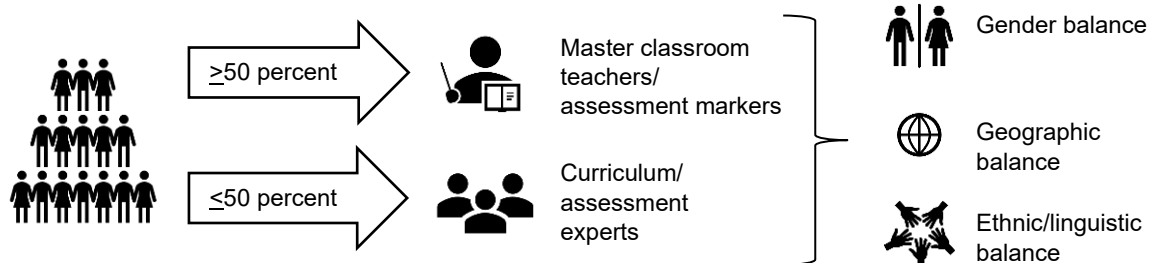 >50 percent
Master classroom
teachers/
assessment markers
<50 percent
Curriculum/
assessment
experts
Gender balance
Geographic
balance
Ethnic/linguistic
balance